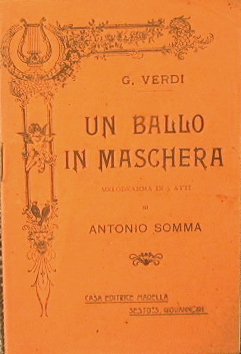 G. VERDI
UN BALLO
IN MASCHERA
MELODRAMMA IN 3 ATTI
DI
ANTONIO SOMMA
CASA EDITRICE MADELLA
SESTO S. GIOVANNI